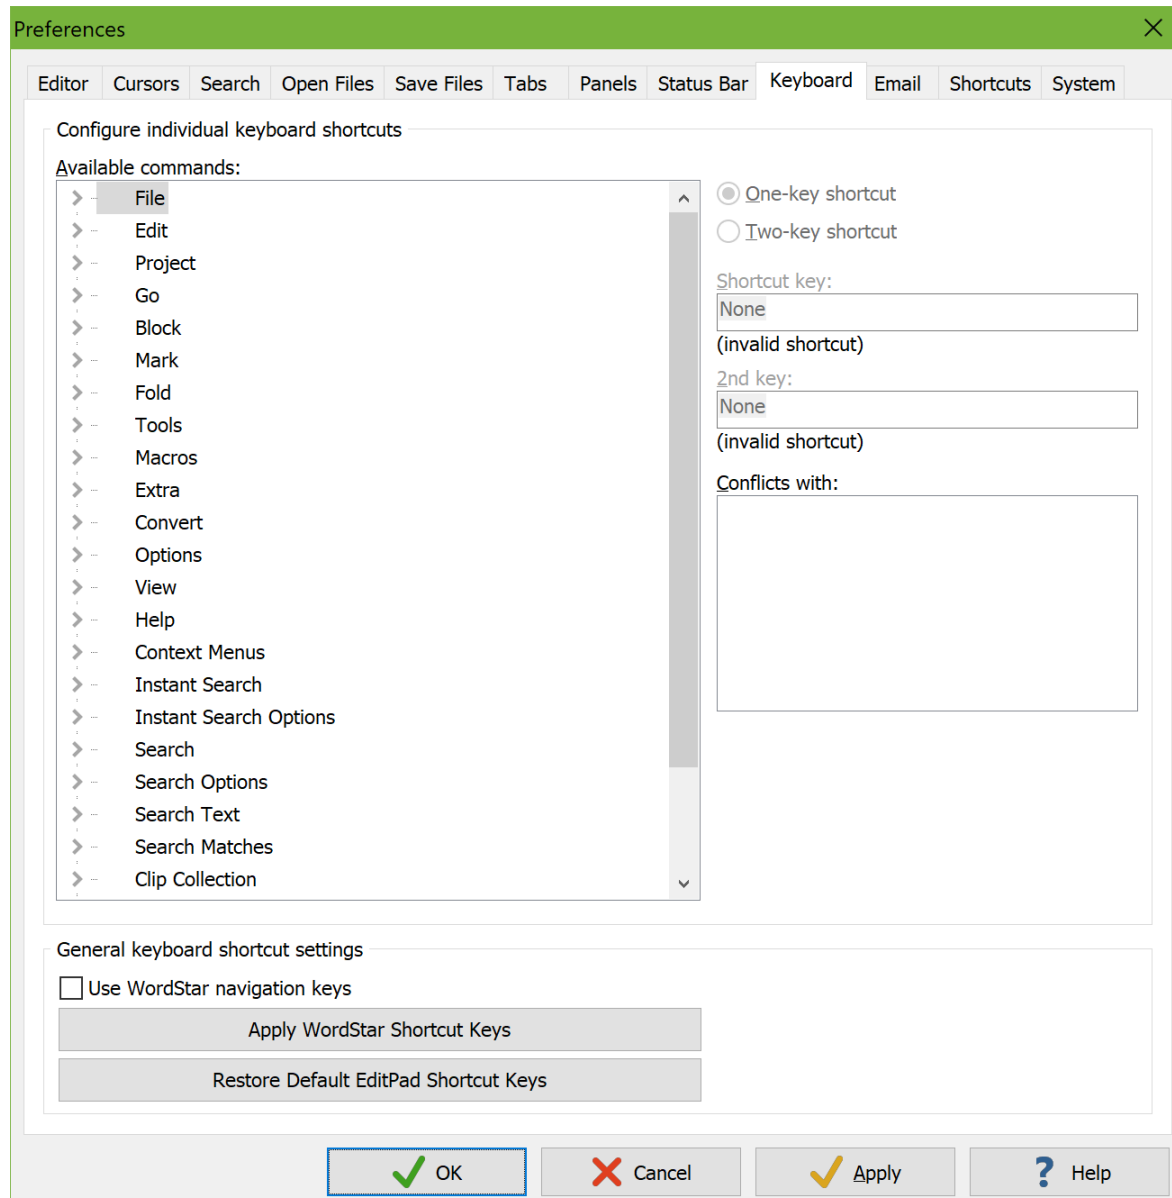 Preferences
Editor Cursors Search Open Files Save Files Tabs Panels Status Bar Keyboard Email Shortcuts System
Configure individual keyboard shortcuts
Available commands:
File
Edit
Project
Go
Block
Mark
Fold
Tools
Macros
Extra
Convert
Options
View
Help
Context Menus
Instant Search
Instant Search Options
Search
Search Options
Search Text
Search Matches
Clip Collection
One-key shortcut
Two-key shortcut
Shortcut key:
None
(invalid shortcut)
2nd key:
None
(invalid shortcut)
Conflicts with:
General keyboard shortcut settings
Use WordStar navigation keys
Apply WordStar Shortcut Keys
Restore Default EditPad Shortcut Keys
OK Cancel Apply ? Help